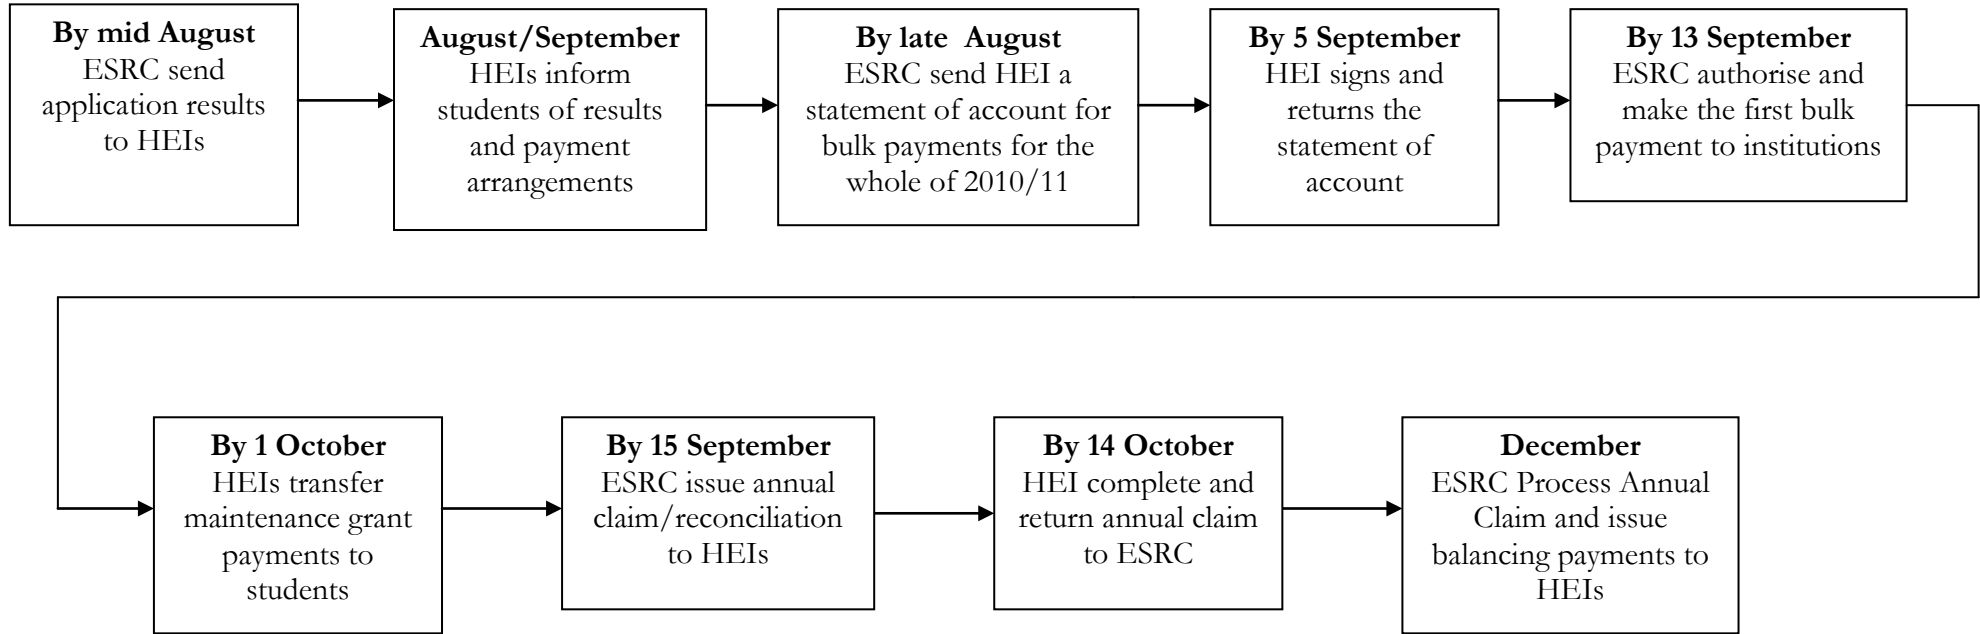 By mid August
ESRC send
application results
to HEIs
August/September
HEIs inform
students of results
and payment
arrangements
By late  August
ESRC send HEI a
statement of account for
bulk payments for the
whole of 2010/11
By 5 September
HEI signs and
returns the
statement of
account
By 13 September
ESRC authorise and
make the first bulk
payment to institutions
By 1 October
HEIs transfer
maintenance grant
payments to
students
By 15 September
ESRC issue annual
claim/reconciliation
to HEIs
By 14 October
HEI complete and
return annual claim
to ESRC
December
ESRC Process Annual
Claim and issue
balancing payments to
HEIs